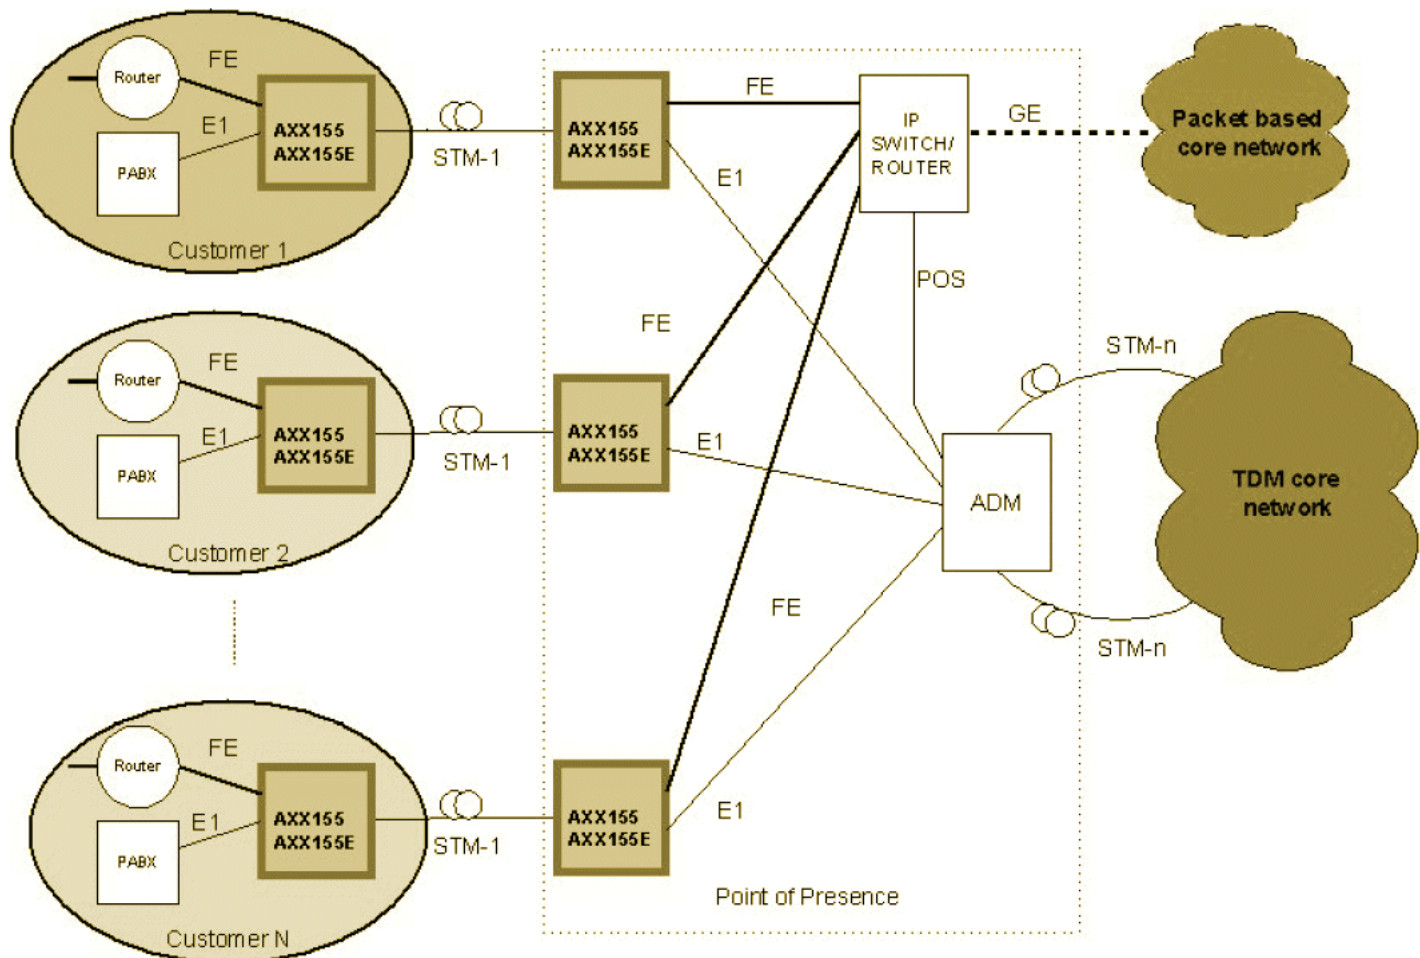 Router
FE
E1
PABX
AXX155
AXX155E
Customer 1
STM-1
AXX155
AXX155E
FE
E1
IP
SWITCH/
ROUTER
GE
Packet based
core network
POS
Router
FE
E1
PABX
AXX155
AXX155E
Customer 2
STM-1
AXX155
AXX155E
FE
E1
ADM
STM-n
STM-n
TDM core
network
Router
FE
E1
PABX
AXX155
AXX155E
Customer N
STM-1
AXX155
AXX155E
FE
E1
Point of Presence